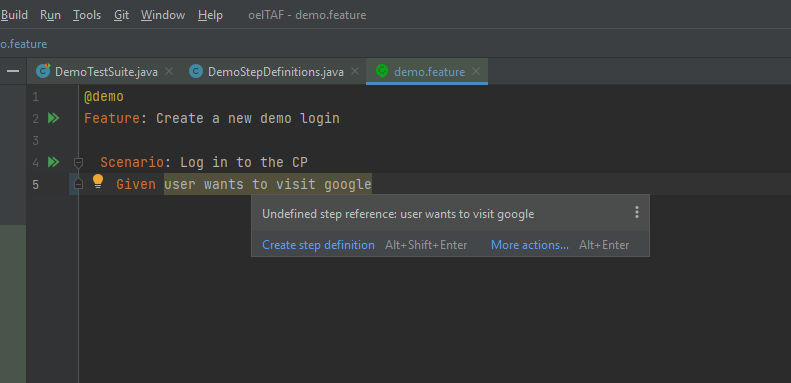 Build Run Tools Git Window Help oelTAF - demo.feature
o.feature
DemoTestSuite.java DemoStepDefinitions.java demo.feature
1 @demo
2 Feature: Create a new demo login
3
4 Scenario: Log in to the CP
5 Given user wants to visit google
Undefined step reference: user wants to visit google
Create step definition Alt+Shift+Enter More actions... Alt+Enter